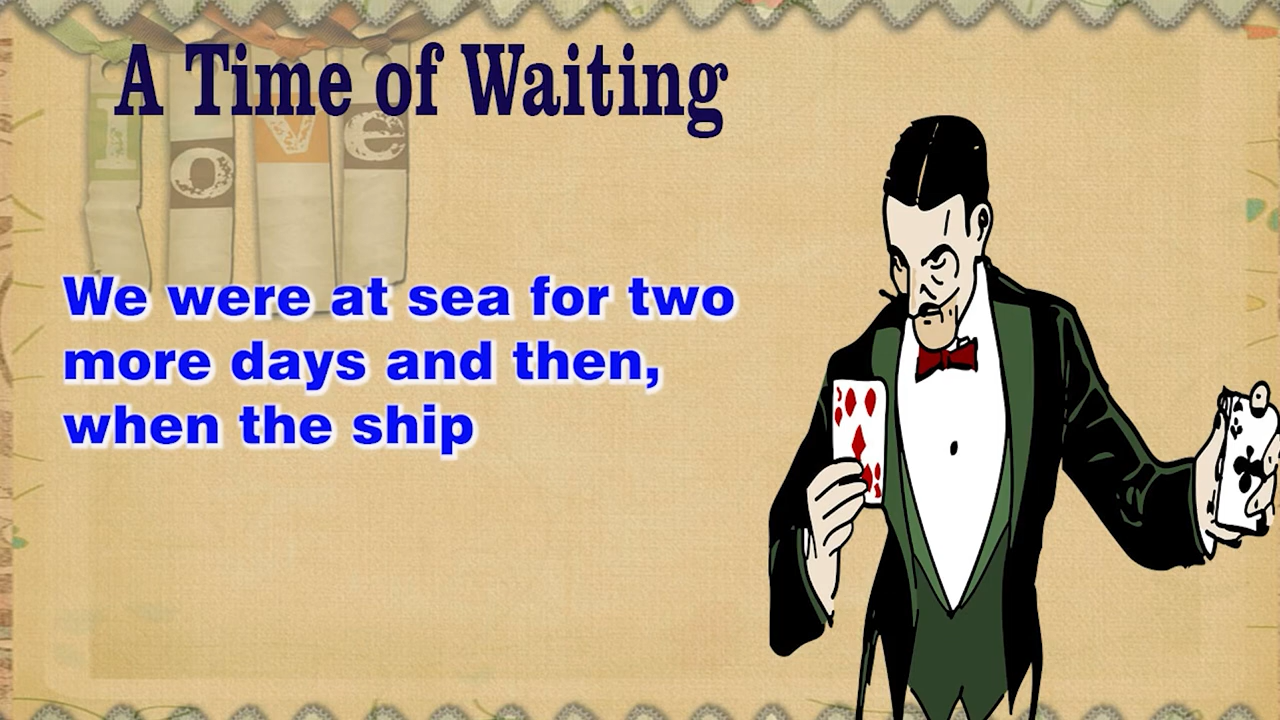 A Time of Waiting
love
We were at sea for two
more days and then,
when the ship